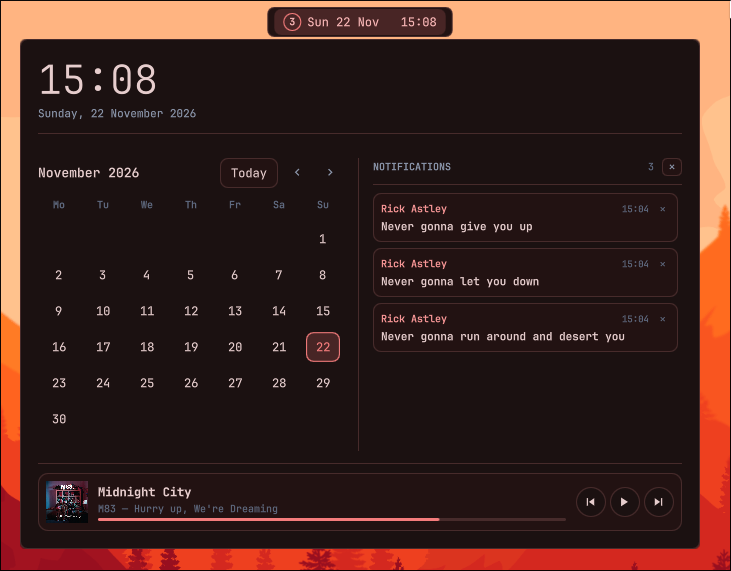 3 Sun 22 Nov 15:08
15:08
Sunday, 22 November 2026
November 2026 Today < >
Mo Tu We Th Fr Sa Su
1
2 3 4 5 6 7 8
9 10 11 12 13 14 15
16 17 18 19 20 21 22
23 24 25 26 27 28 29
30
NOTIFICATIONS 3 ×
Rick Astley 15:04 ×
Never gonna give you up
Rick Astley 15:04 ×
Never gonna let you down
Rick Astley 15:04 ×
Never gonna run around and desert you
M83.
Midnight City
M83 — Hurry up, We're Dreaming